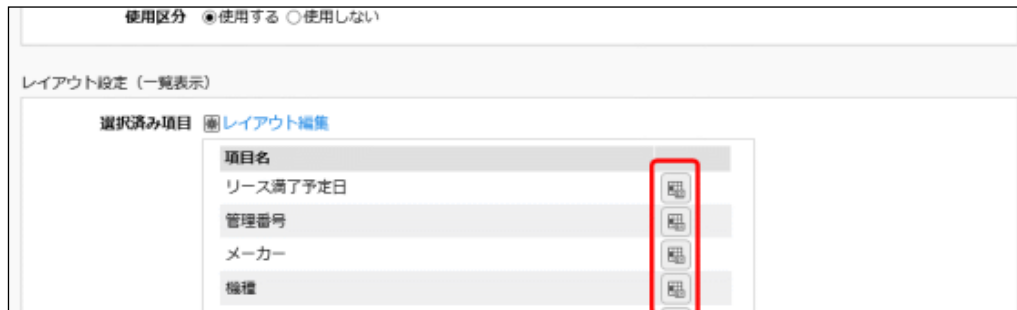 使用区分 ◉使用する ○使用しない
レイアウト設定（一覧表示）
選択済み項目 レイアウト編集
項目名
リース満了予定日
管理番号
メーカー
機種